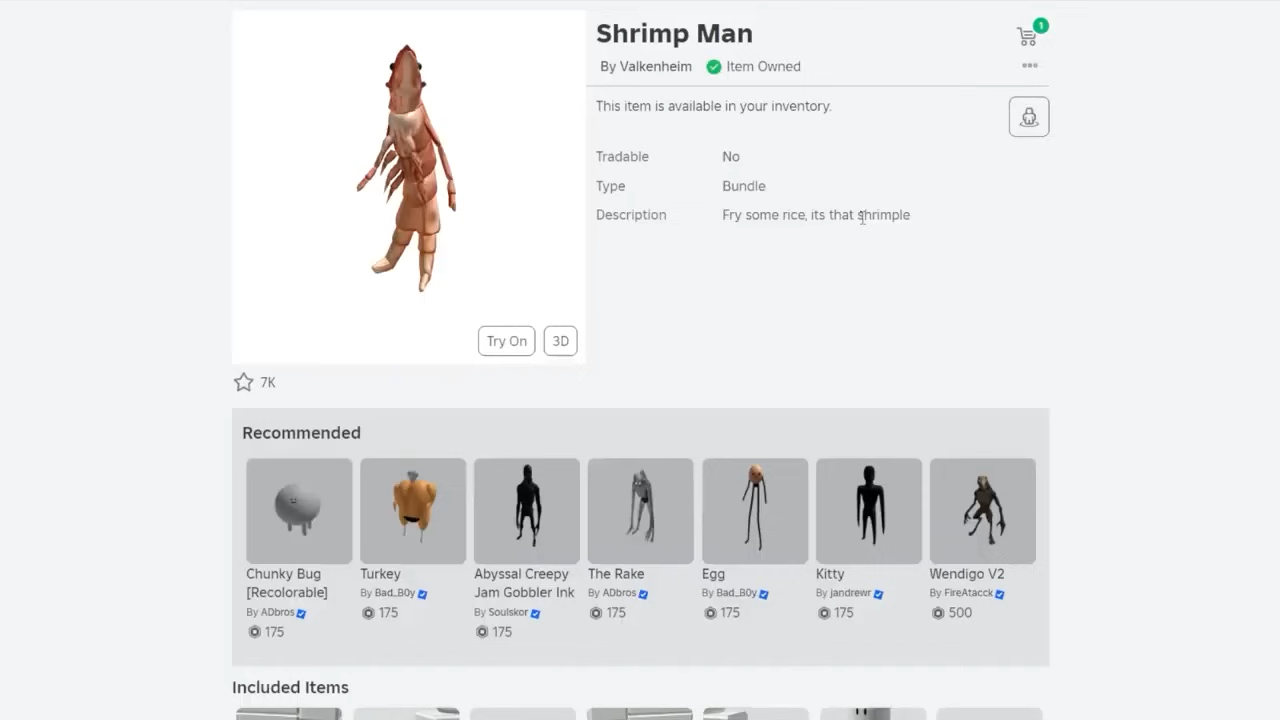 Shrimp Man
1
By Valkenheim Item Owned
This item is available in your inventory.
Tradable No
Type Bundle
Description Fry some rice, its that shrimple
Try On 3D
7K
Recommended
Chunky Bug [Recolorable]
By ADbros
175
Turkey
By Bad_B0y
175
Abyssal Creepy Jam Gobbler Ink
By Soulskor
175
The Rake
By ADbros
175
Egg
By Bad_B0y
175
Kitty
By jandrewr
175
Wendigo V2
By FireAtacck
500
Included Items